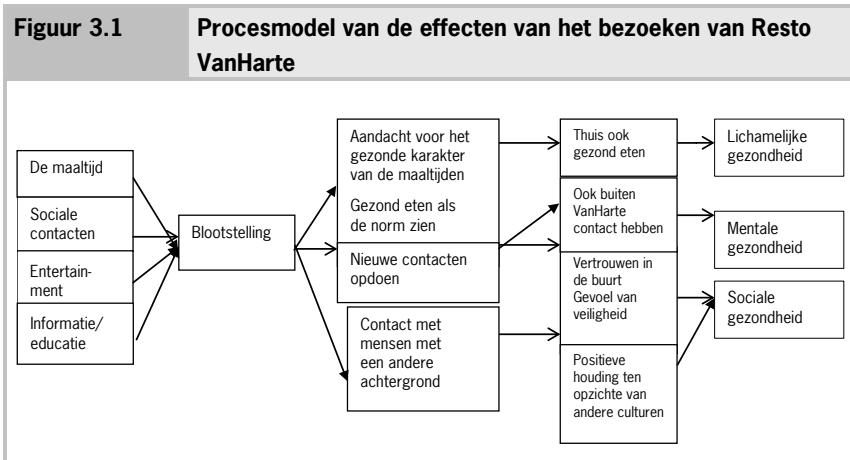 Figuur 3.1
Procesmodel van de effecten van het bezoeken van Resto
VanHarte
De maaltijd
Sociale
contacten
Entertain-
ment
Informatie/
educatie
Blootstelling
Aandacht voor het
gezonde karakter
van de maaltijden
Gezond eten als
de norm zien
Nieuwe contacten
opdoen
Contact met
mensen met
een andere
achtergrond
Thuis ook
gezond eten
Ook buiten
VanHarte
contact hebben
Vertrouwen in
de buurt
Gevoel van
veiligheid
Positieve
houding ten
opzichte van
andere culturen
Lichamelijke
gezondheid
Mentale
gezondheid
Sociale
gezondheid